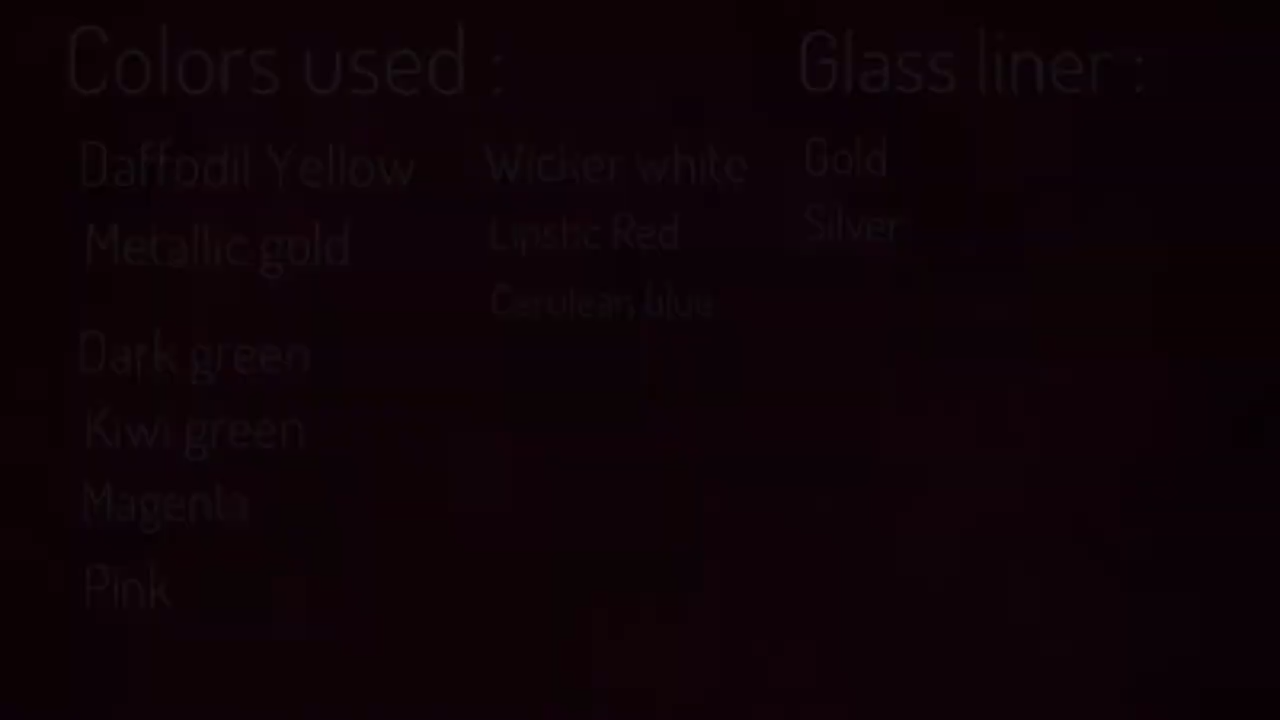 Colors used :
Daffodil Yellow
Metallic gold
Dark green
Kiwi green
Magenta
Pink
Wicker white
Lipstic Red
Cerulean blue
Glass liner :
Gold
Silver